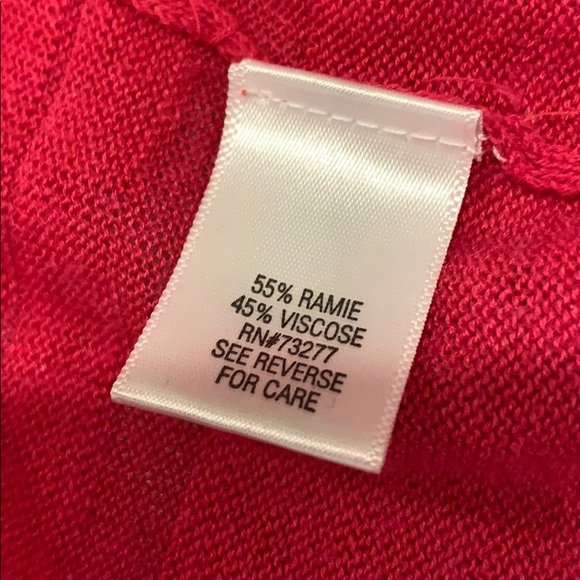 55% RAMIE
45% VISCOSE
RN#73277
SEE REVERSE
FOR CARE